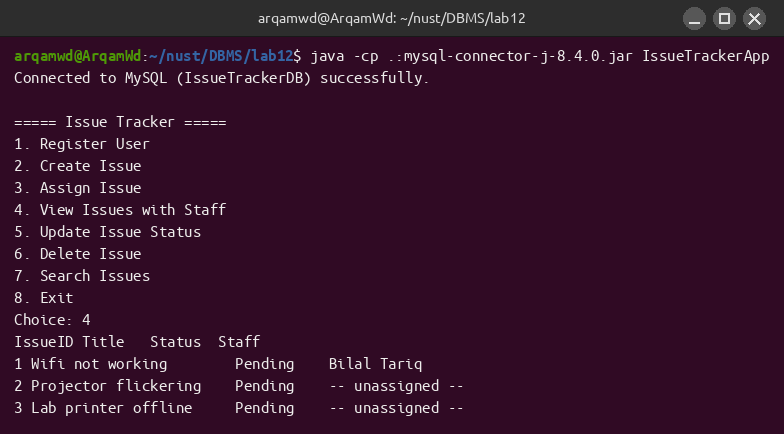 arqamwd@ArqamWd: ~/nust/DBMS/lab12
arqamwd@ArqamWd:~/nust/DBMS/lab12$ java -cp .:mysql-connector-j-8.4.0.jar IssueTrackerApp
Connected to MySQL (IssueTrackerDB) successfully.
===== Issue Tracker =====
1. Register User
2. Create Issue
3. Assign Issue
4. View Issues with Staff
5. Update Issue Status
6. Delete Issue
7. Search Issues
8. Exit
Choice: 4
IssueID Title   Status  Staff
1 Wifi not working        Pending    Bilal Tariq
2 Projector flickering    Pending    -- unassigned --
3 Lab printer offline     Pending    -- unassigned --